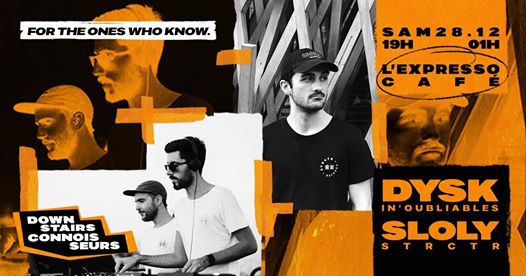 FOR THE ONES WHO KNOW.
SAM28.12
19H 01H
L'EXPRESSO
CAFÉ
DYSK
IN'OUBLIABLES
SLOLY
STRCTR
DOWN
STAIRS
CONNOIS
SEURS